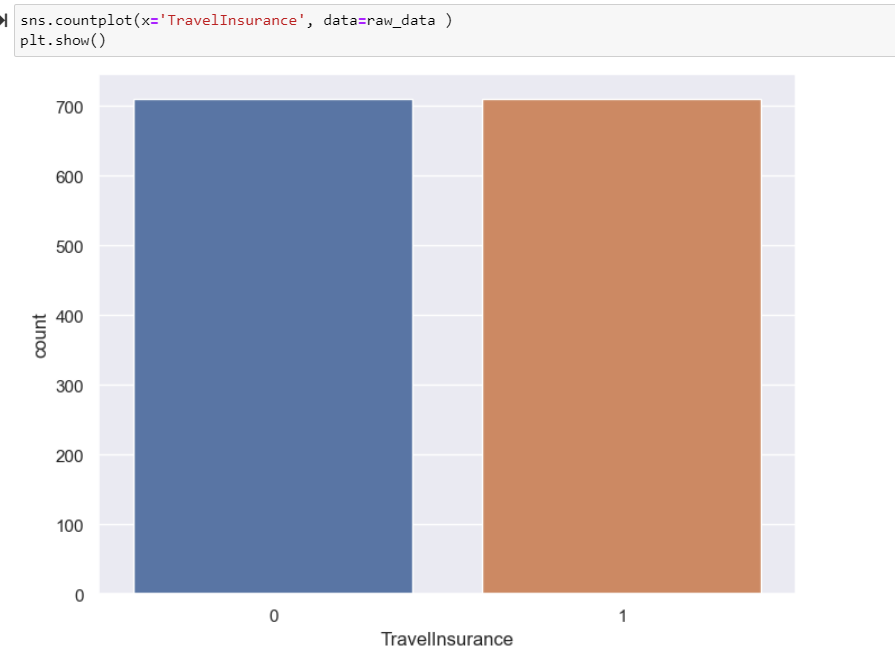 sns.countplot(x='TravelInsurance', data=raw_data )
plt.show()
700
600
500
400
300
200
100
0
count
0 1
TravelInsurance